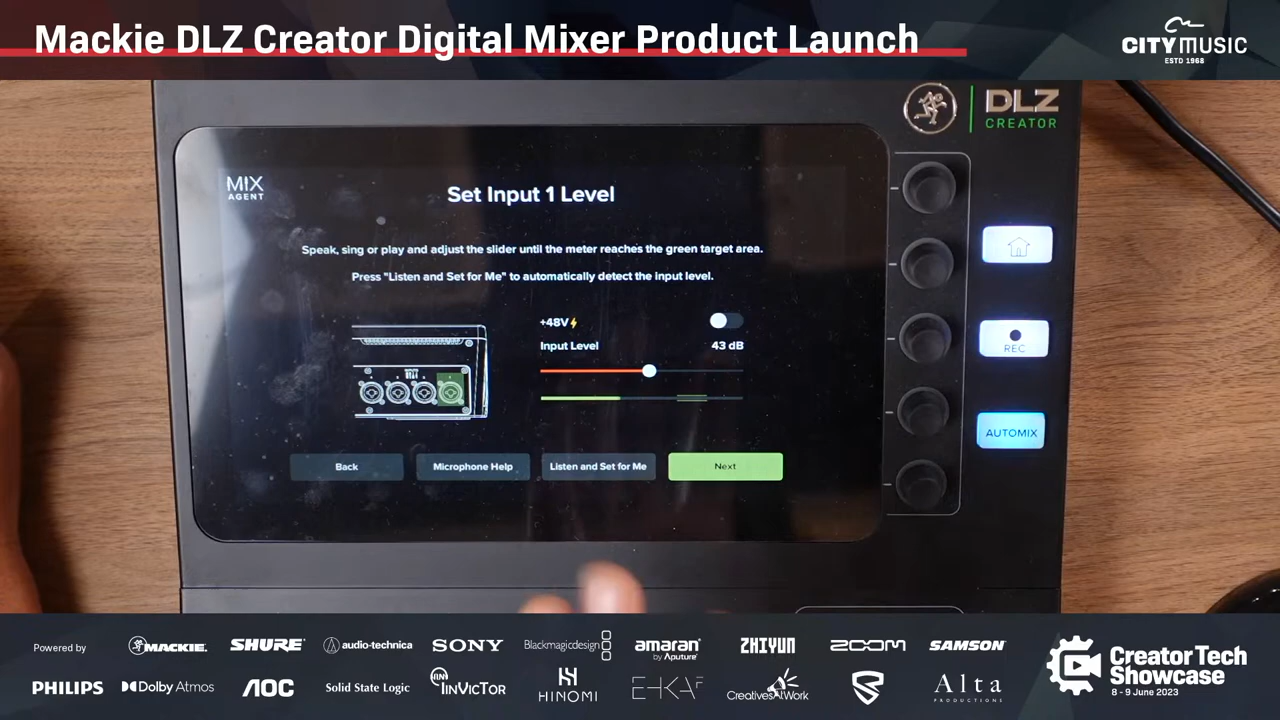 Mackie DLZ Creator Digital Mixer Product Launch
CITYMUSIC
ESTD 1968
DLZ
CREATOR
MIX
AGENT
Set Input 1 Level
Speak, sing or play and adjust the slider until the meter reaches the green target area.
Press "Listen and Set for Me" to automatically detect the input level.
+48V
Input Level 43 dB
Back Microphone Help Listen and Set for Me Next
REC
AUTOMIX
Powered by MACKIE. SHURE audio-technica SONY Blackmagicdesign amaran ZHIYUN ZOOM SAMSON
by Aputure
PHILIPS Dolby Atmos AOC Solid State Logic INVICTOR HINOMI CreativesAtWork Alta
PRODUCTIONS
Creator Tech
Showcase
8 - 9 June 2023